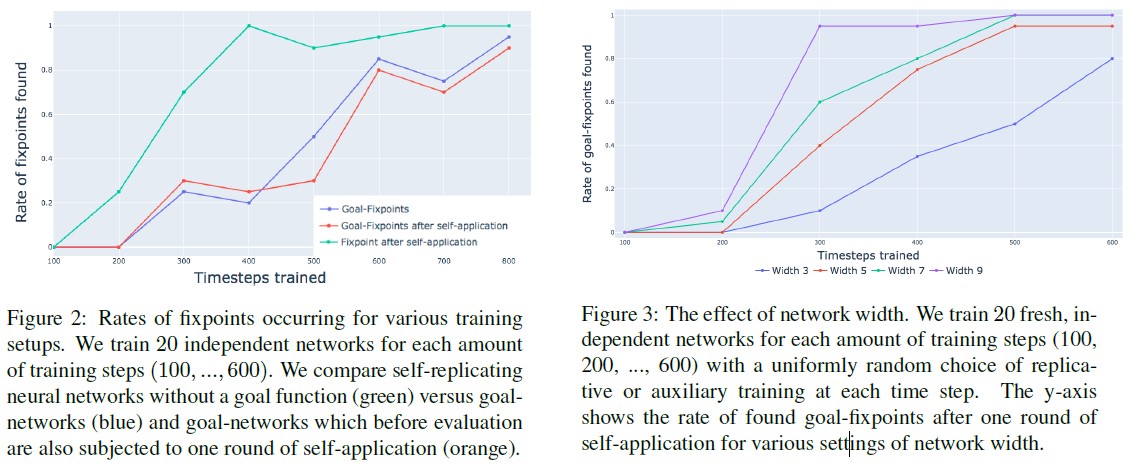 Rate of fixpoints found
1
0.8
0.6
0.4
0.2
0
100 200 300 400 500 600 700 800
Timesteps trained
Goal-Fixpoints
Goal-Fixpoints after self-application
Fixpoint after self-application
Figure 2: Rates of fixpoints occurring for various training
setups. We train 20 independent networks for each amount
of training steps (100, ..., 600). We compare self-replicating
neural networks without a goal function (green) versus goal-
networks (blue) and goal-networks which before evaluation
are also subjected to one round of self-application (orange).
Rate of goal-fixpoints found
1
0.8
0.6
0.4
0.2
0
100 200 300 400 500 600
Timesteps trained
Width 3 Width 5 Width 7 Width 9
Figure 3: The effect of network width. We train 20 fresh, in-
dependent networks for each amount of training steps (100,
200, ..., 600) with a uniformly random choice of replica-
tive or auxiliary training at each time step. The y-axis
shows the rate of found goal-fixpoints after one round of
self-application for various settings of network width.